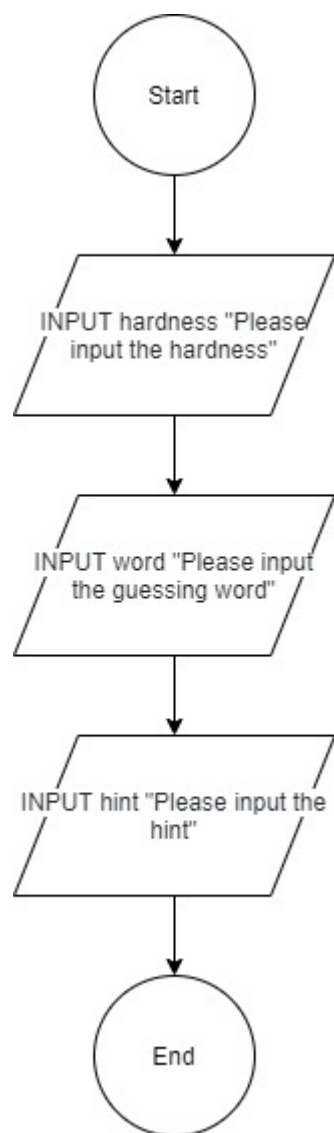 Start
INPUT hardness "Please
input the hardness"
INPUT word "Please input
the guessing word"
INPUT hint "Please input the
hint"
End